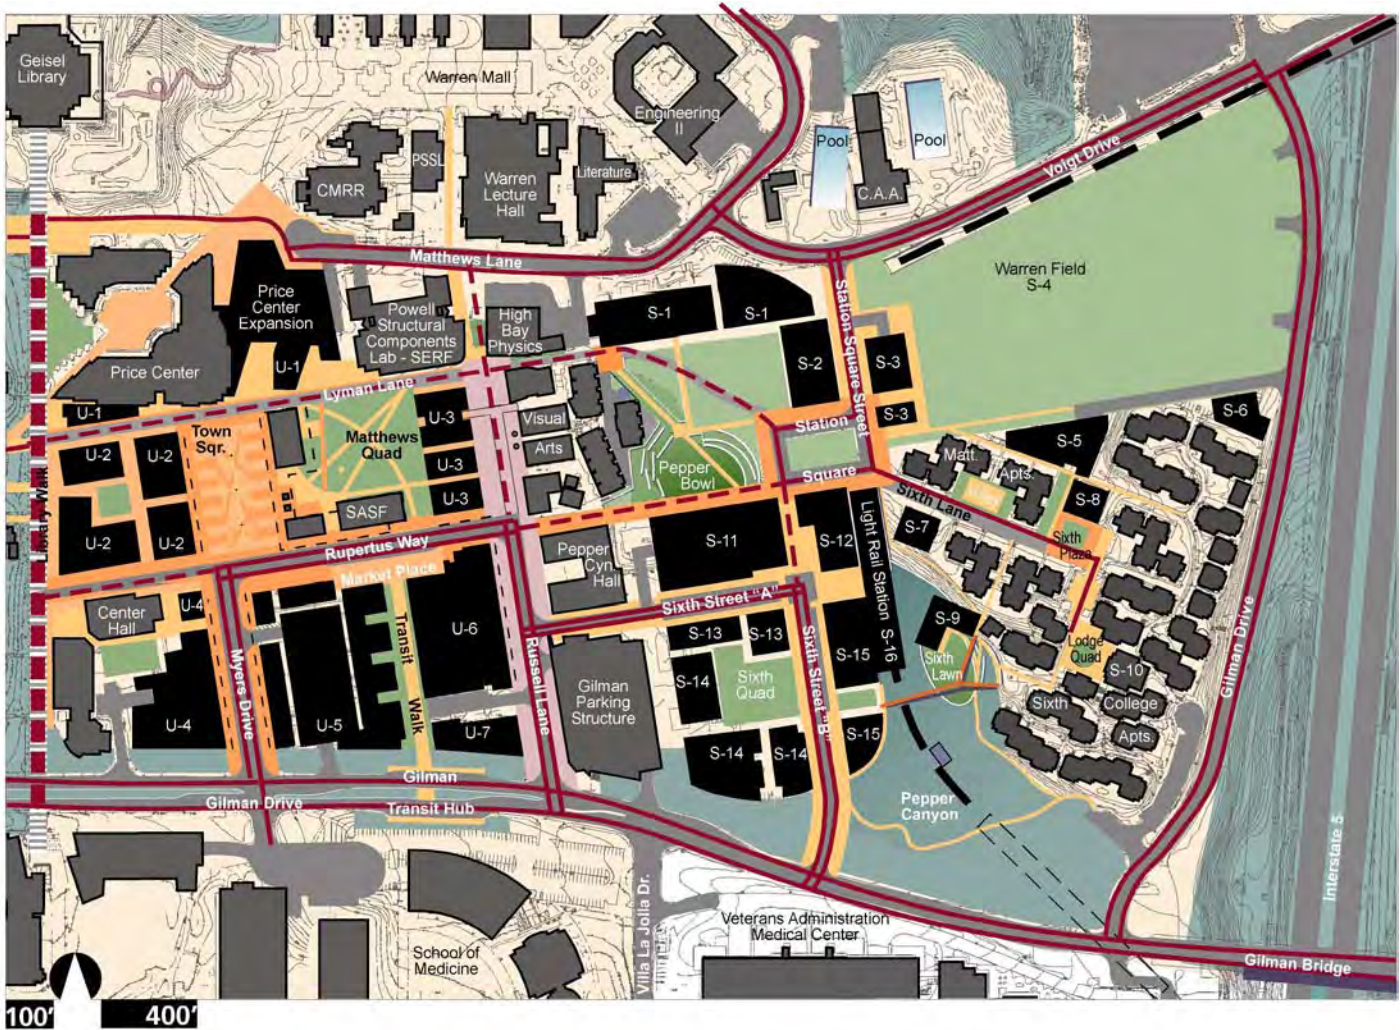 Geisel
Library
Warren Mall
Engineering
II
Pool
Pool
C.A.A.
Voigt Drive
CMRR
PSSL
Warren
Lecture
Hall
Literature
Matthews Lane
Warren Field
S-4
Price
Center
Expansion
Powell
Structural
Components
Lab - SERF
High
Bay
Physics
S-1
S-1
Station Square Street
S-2
S-3
S-3
Price Center
U-1
Lyman Lane
U-1
Town
Sqr.
Matthews
Quad
U-3
U-3
U-3
Visual
Arts
Pepper
Bowl
Station
Square
U-2
U-2
U-2
U-2
Library Walk
SASF
Rupertus Way
Market Place
Matt.
Apts.
S-5
S-6
S-7
S-8
Sixth Lane
Sixth
Plaza
Pepper
Cyn.
Hall
S-11
S-12
Light Rail Station S-16
Sixth Street "A"
Center
Hall
U-4
U-4
Myers Drive
U-5
Transit
Walk
U-6
U-7
Russell Lane
Gilman
Parking
Structure
S-13
S-13
S-14
Sixth
Quad
S-14
S-14
Sixth Street "B"
S-15
S-15
S-9
Sixth
Lawn
Lodge
Quad
S-10
Sixth
College
Apts.
Gilman Drive
Pepper
Canyon
Interstate 5
Gilman
Gilman Drive
Transit Hub
Villa La Jolla Dr.
School of
Medicine
Veterans Administration
Medical Center
Gilman Bridge
100'
400'